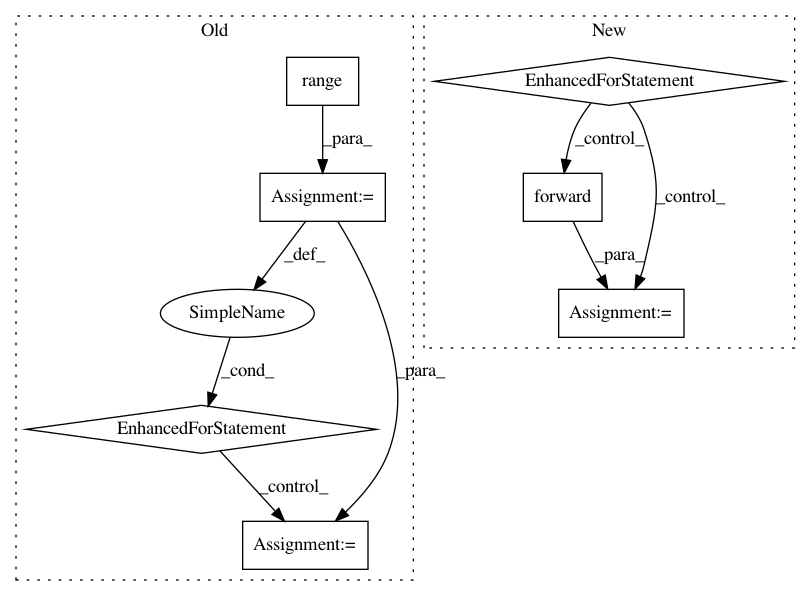 Old
New
range
EnhancedForStatement
_para_
_control_
Assignment:=
forward
_control_
_def_
_para_
SimpleName
Assignment:=
_cond_
_para_
EnhancedForStatement
_control_
Assignment:=